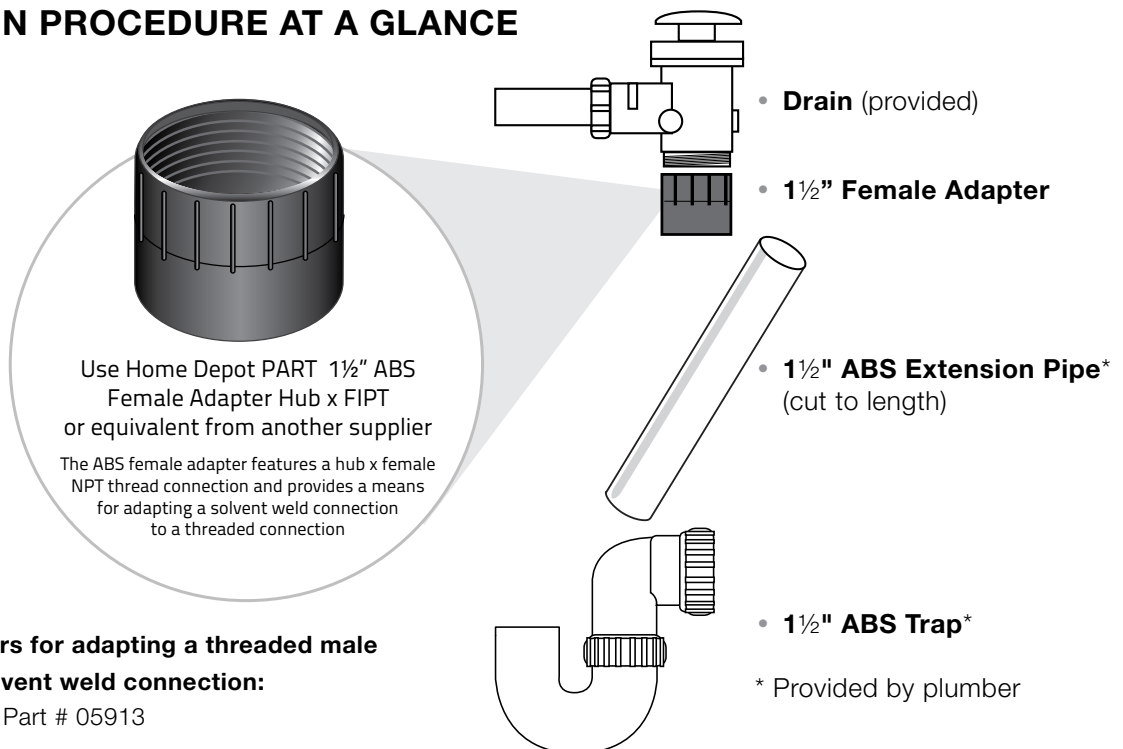 N PROCEDURE AT A GLANCE
• Drain (provided)
• 1½” Female Adapter
• 1½" ABS Extension Pipe*
(cut to length)
• 1½" ABS Trap*
* Provided by plumber
Use Home Depot PART 1½” ABS
Female Adapter Hub x FIPT
or equivalent from another supplier
The ABS female adapter features a hub x female
NPT thread connection and provides a means
for adapting a solvent weld connection
to a threaded connection
rs for adapting a threaded male
vent weld connection:
Part # 05913